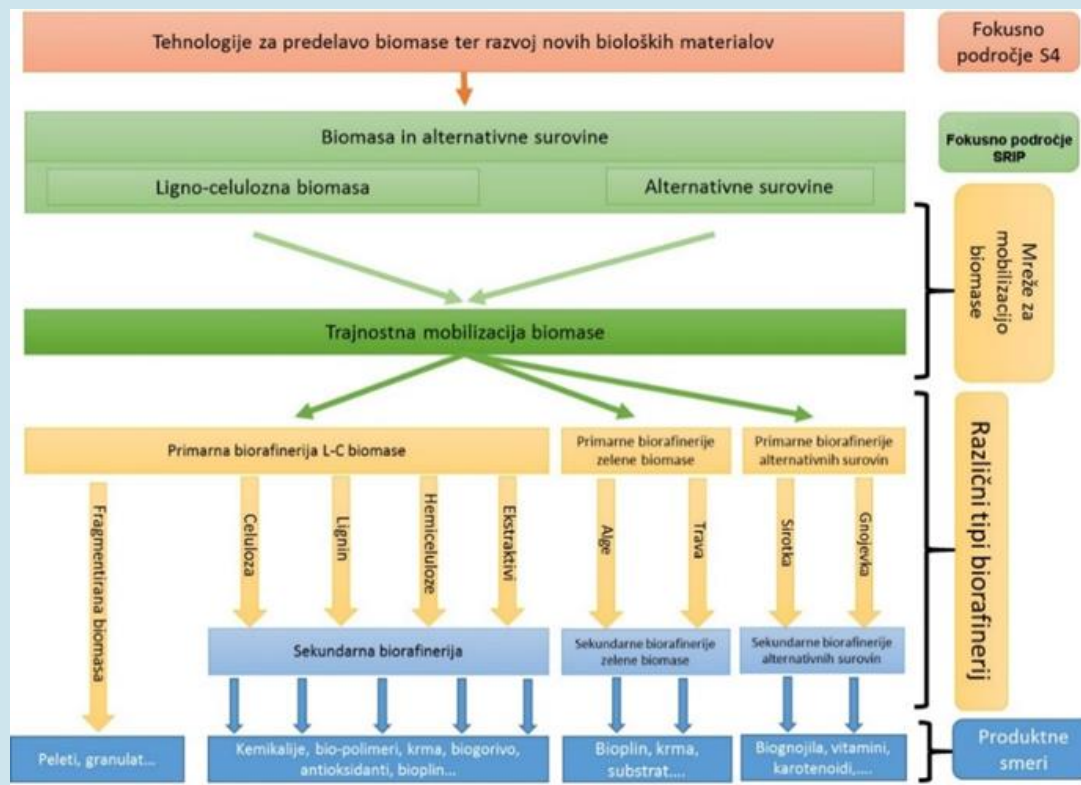 Tehnologije za predelavo biomase ter razvoj novih bioloških materialov
Fokusno
področje S4
Biomasa in alternativne surovine
Fokusno področje
SRIP
Ligno-celulozna biomasa
Alternativne surovine
Mreže za
mobilizacijo
biomase
Trajnostna mobilizacija biomase
Različni tipi biorafinerij
Primarna biorafinerija L-C biomase
Primarne biorafinerije
zelene biomase
Primarne biorafinerije
alternativnih surovin
Fragmentirana biomasa
Celuloza
Lignin
Hemiceluloze
Ekstraktivi
Alge
Trava
Sirotka
Gnojevka
Sekundarna biorafinerija
Sekundarne biorafinerije
zelene biomase
Sekundarne biorafinerije
alternativnih surovin
Peleti, granulat...
Kemikalije, bio-polimeri, krma, biogorivo,
antioksidanti, bioplin...
Bioplin, krma,
substrat....
Biognojila, vitamini,
karotenoidi,....
Produktne
smeri